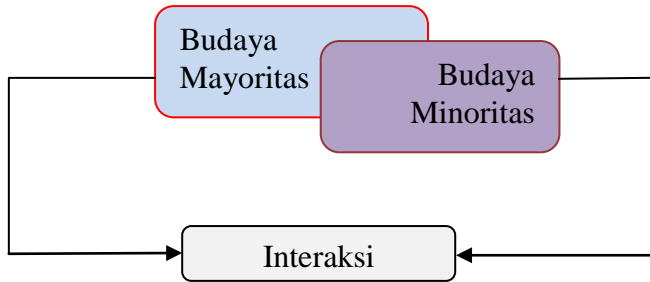 Budaya
Mayoritas
Budaya
Minoritas
Interaksi